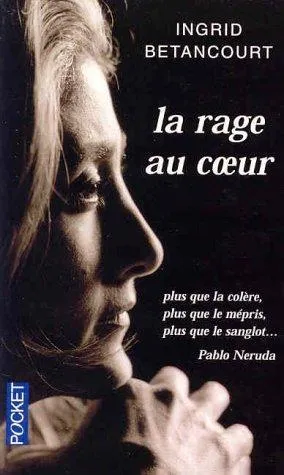 INGRID
BETANCOURT
la rage
au cœur
plus que la colère,
plus que le mépris,
plus que le sanglot...
Pablo Neruda
POCKET